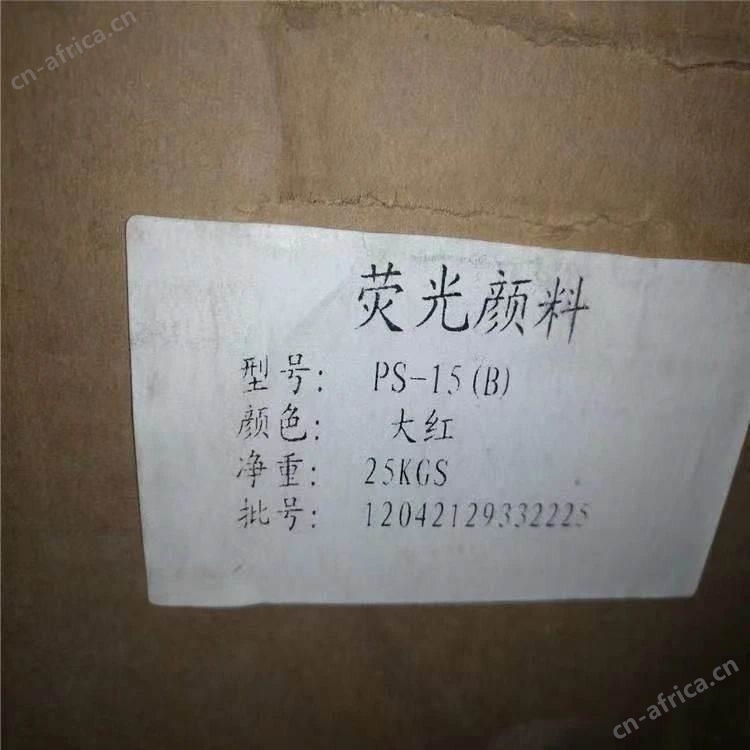 cn-africa.cn
荧光颜料
型号: PS-15(B)
颜色: 大红
净重: 25KGS
批号: 12042129332225
cn-africa.cn